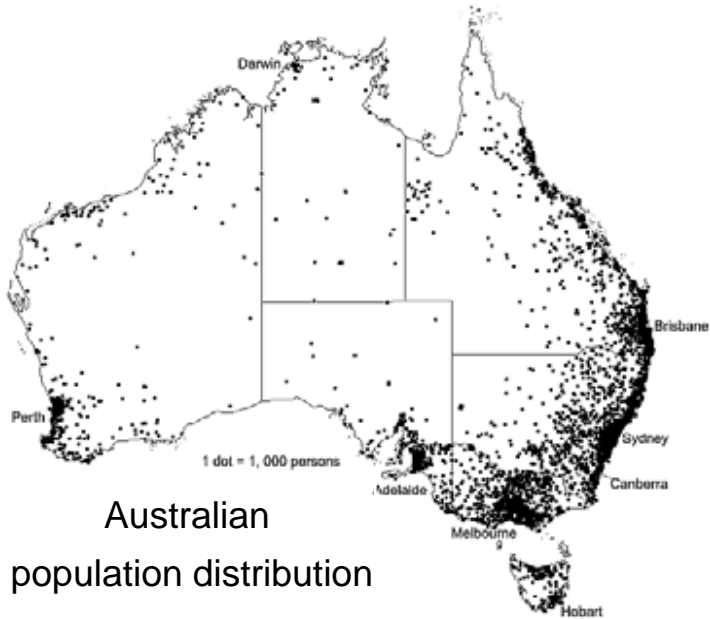 Darwin
Brisbane
Perth
Sydney
1 dot = 1, 000 persons
Canberra
Adelaide
Melbourne
Hobart
Australian
population distribution